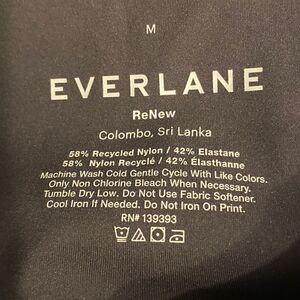 M
EVERLANE
ReNew
Colombo, Sri Lanka
58% Recycled Nylon / 42% Elastane
58% Nylon Recyclé / 42% Élasthanne
Machine Wash Cold Gentle Cycle With Like Colors.
Only Non Chlorine Bleach When Necessary.
Tumble Dry Low. Do Not Use Fabric Softener.
Cool Iron If Needed. Do Not Iron On Print.
RN# 139393